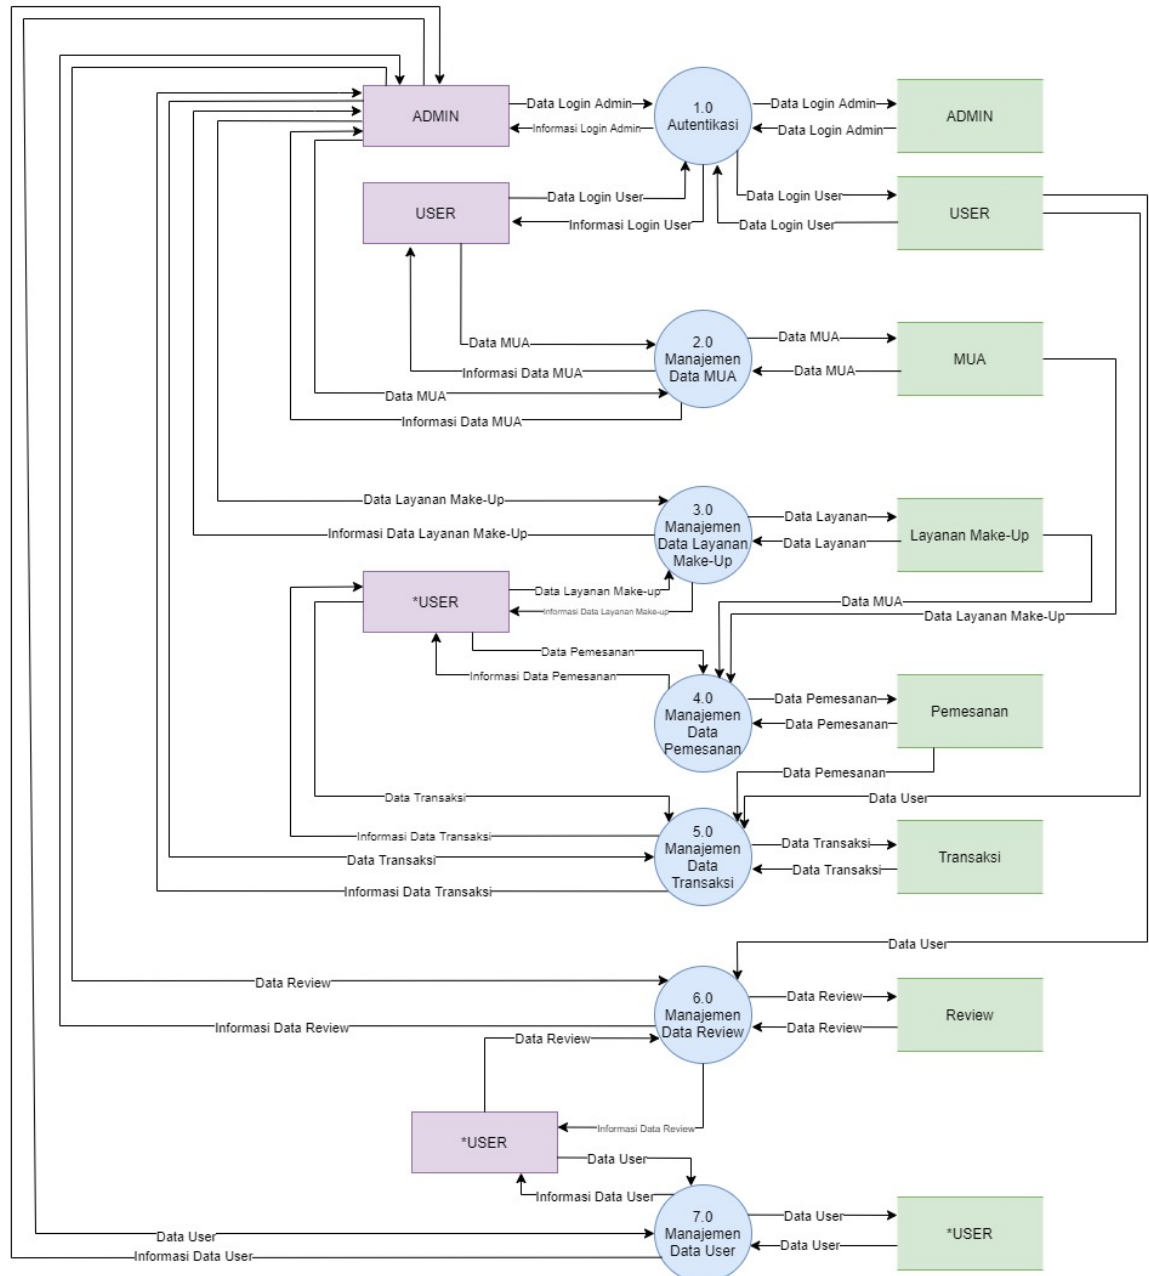 ADMIN
Data Login Admin
Informasi Login Admin
1.0
Autentikasi
Data Login Admin
Data Login Admin
ADMIN
USER
Data Login User
Informasi Login User
Data Login User
Data Login User
USER
Data MUA
Informasi Data MUA
Data MUA
Informasi Data MUA
2.0
Manajemen
Data MUA
Data MUA
Data MUA
MUA
Data Layanan Make-Up
Informasi Data Layanan Make-Up
3.0
Manajemen
Data Layanan
Make-Up
Data Layanan
Data Layanan
Layanan Make-Up
*USER
Data Layanan Make-up
Informasi Data Layanan Make-up
Data MUA
Data Layanan Make-Up
Data Pemesanan
Informasi Data Pemesanan
4.0
Manajemen
Data
Pemesanan
Data Pemesanan
Data Pemesanan
Pemesanan
Data Pemesanan
Data User
Data Transaksi
Informasi Data Transaksi
Data Transaksi
Informasi Data Transaksi
5.0
Manajemen
Data
Transaksi
Data Transaksi
Data Transaksi
Transaksi
Data User
Data Review
Informasi Data Review
Data Review
6.0
Manajemen
Data Review
Data Review
Data Review
Review
*USER
Informasi Data Review
Data User
Informasi Data User
Data User
Informasi Data User
7.0
Manajemen
Data User
Data User
Data User
*USER